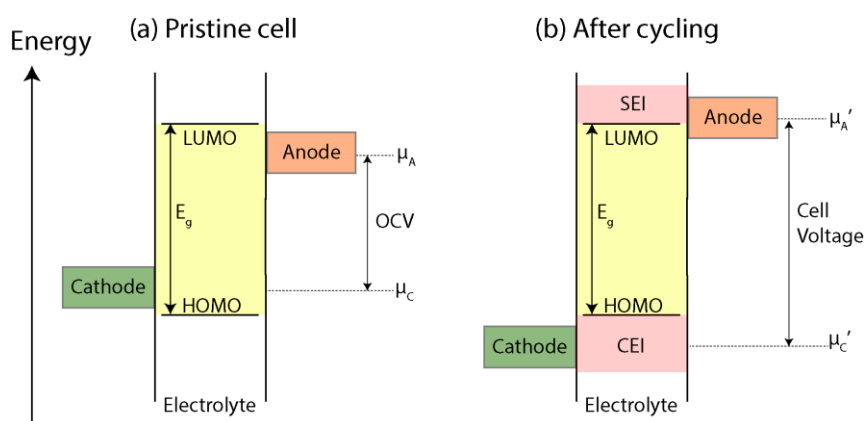 (a) Pristine cell
(b) After cycling
Energy
LUMO
Anode
μA
Eg
OCV
Cathode
μC
HOMO
Electrolyte
SEI
Anode
μA'
LUMO
Eg
Cell
Voltage
HOMO
Cathode
CEI
μC'
Electrolyte